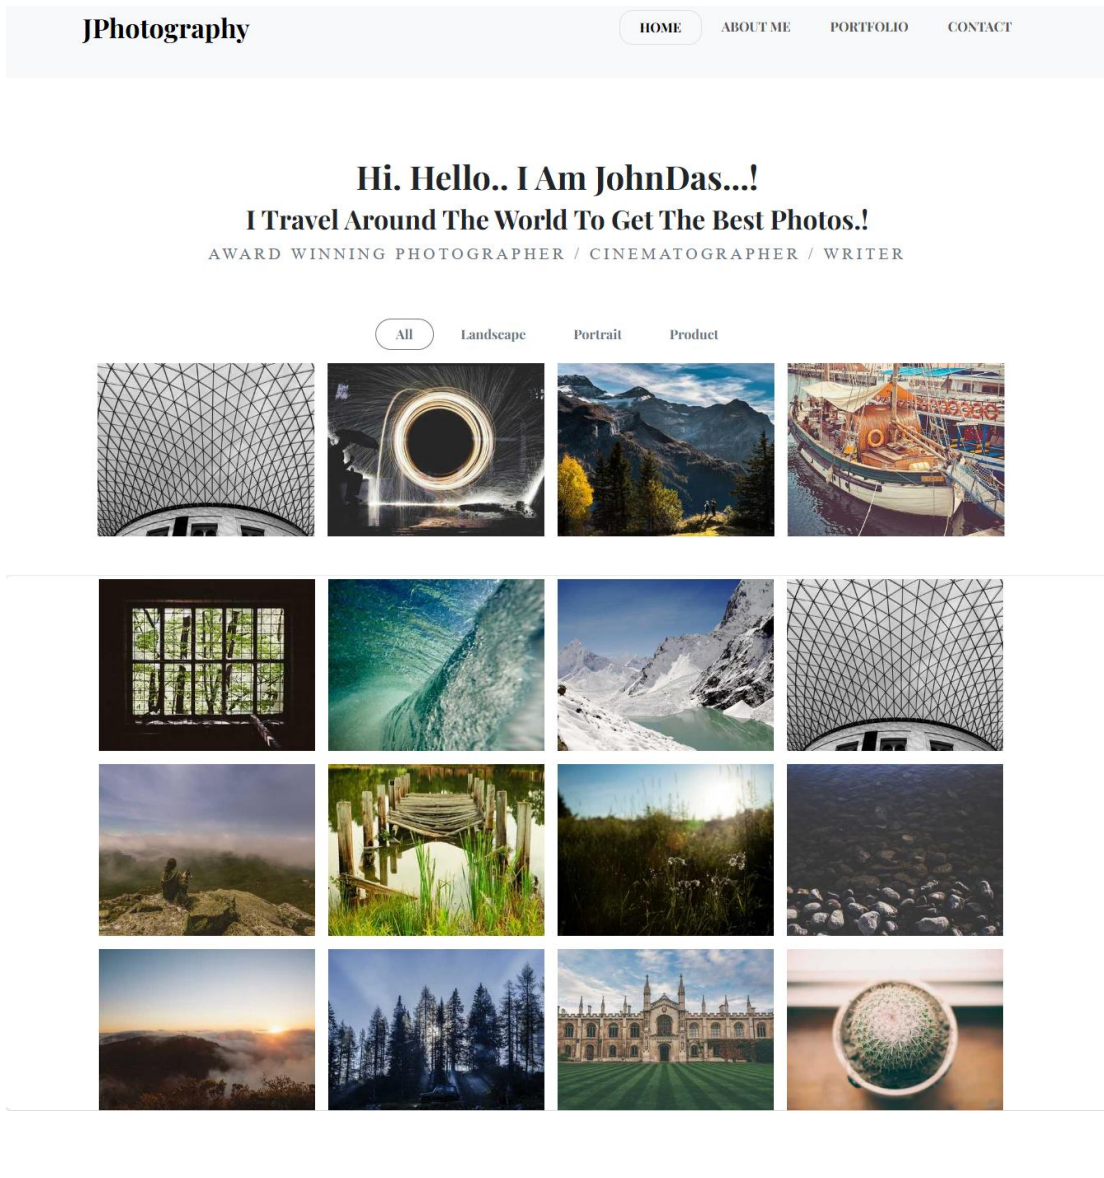 JPhotography
HOME ABOUT ME PORTFOLIO CONTACT
Hi. Hello.. I Am JohnDas...!
I Travel Around The World To Get The Best Photos.!
AWARD WINNING PHOTOGRAPHER / CINEMATOGRAPHER / WRITER
All Landscape Portrait Product